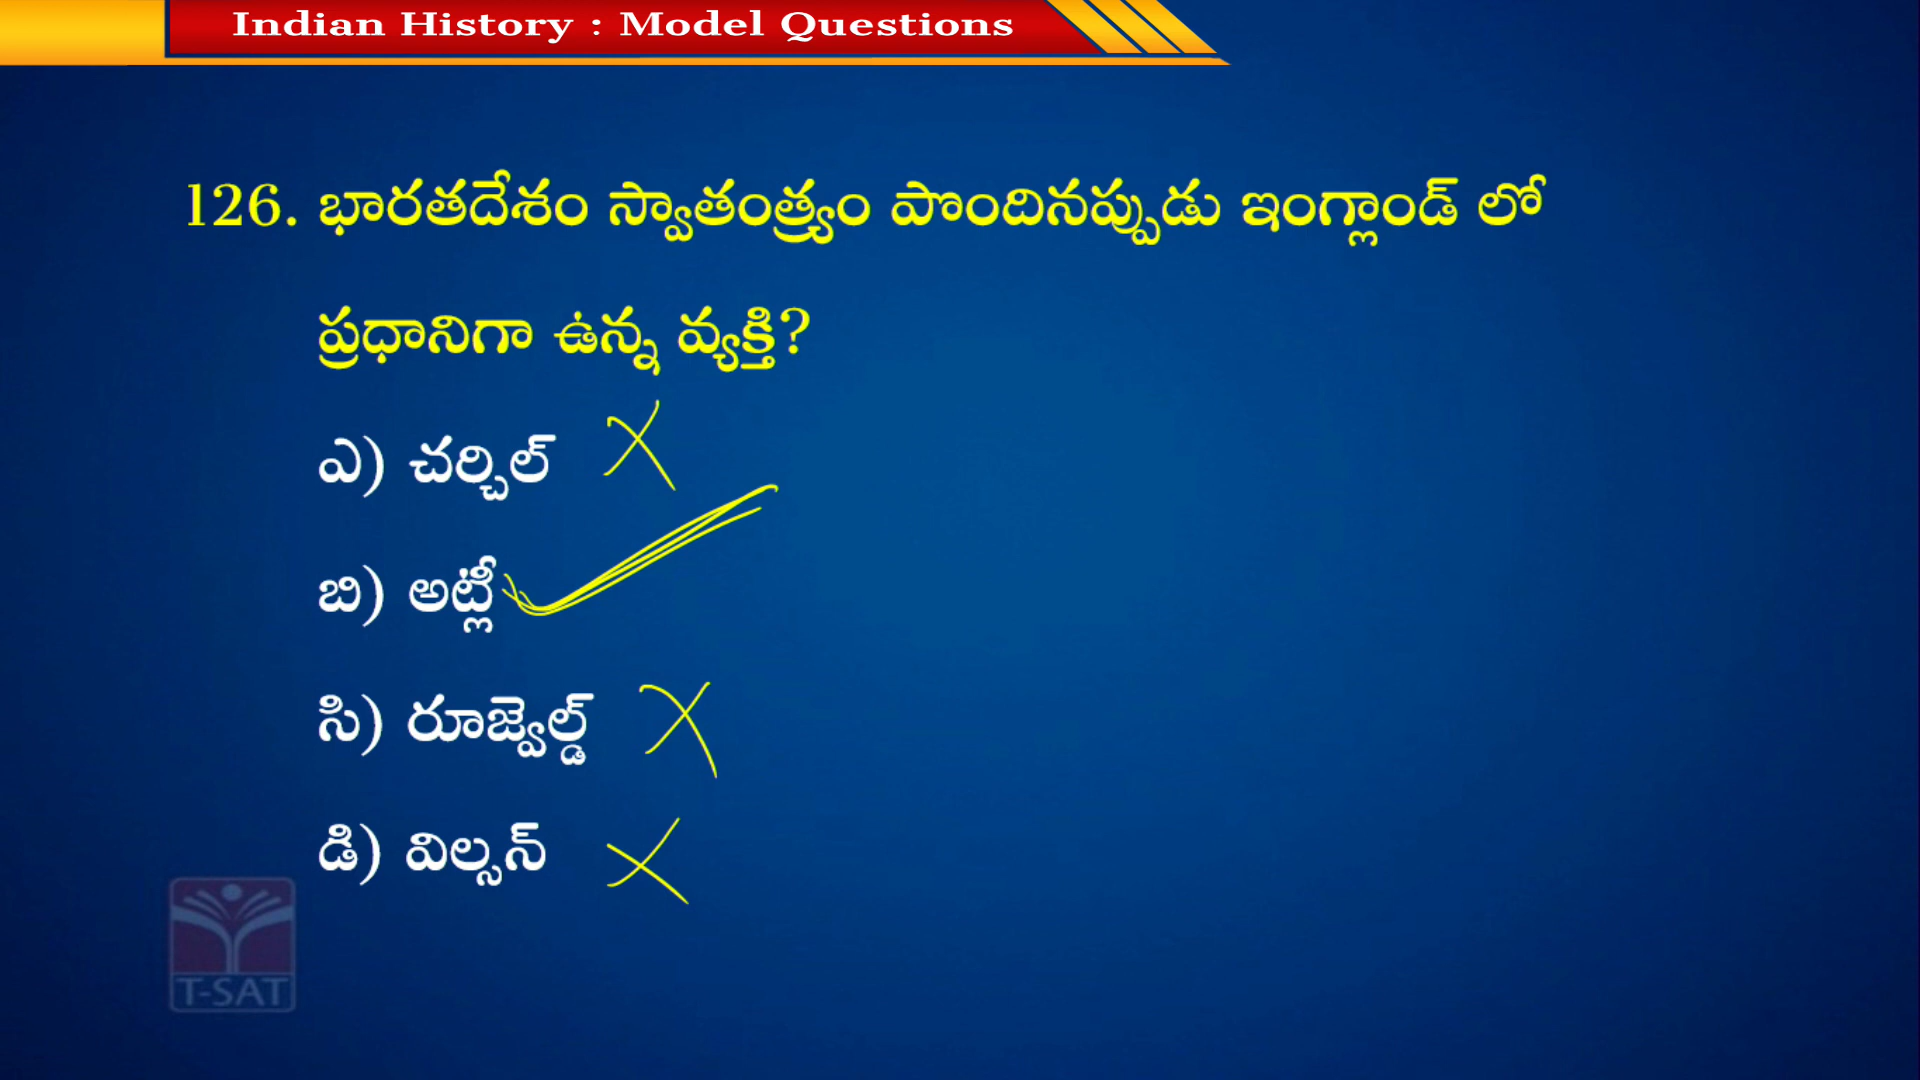 Indian History : Model Questions
126. భారతదేశం స్వాతంత్ర్యం పొందినప్పుడు ఇంగ్లాండ్ లో
ప్రధానిగా ఉన్న వ్యక్తి?
ఎ) చర్చిల్
బి) అట్లీ
సి) రూజ్వెల్డ్
డి) విల్సన్
T-SAT